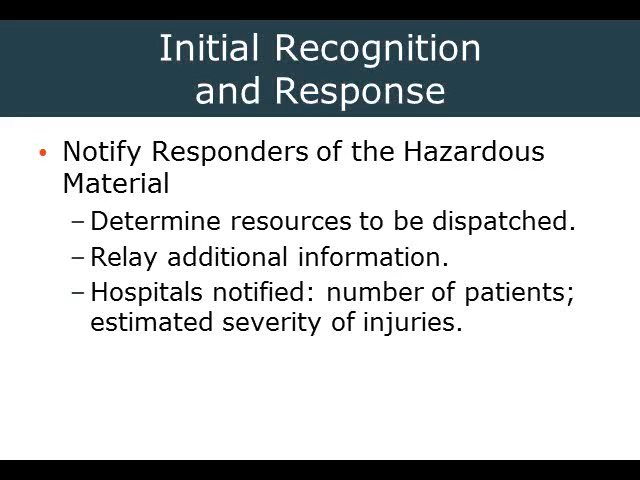 Initial Recognition
and Response
• Notify Responders of the Hazardous
Material
– Determine resources to be dispatched.
– Relay additional information.
– Hospitals notified: number of patients;
estimated severity of injuries.